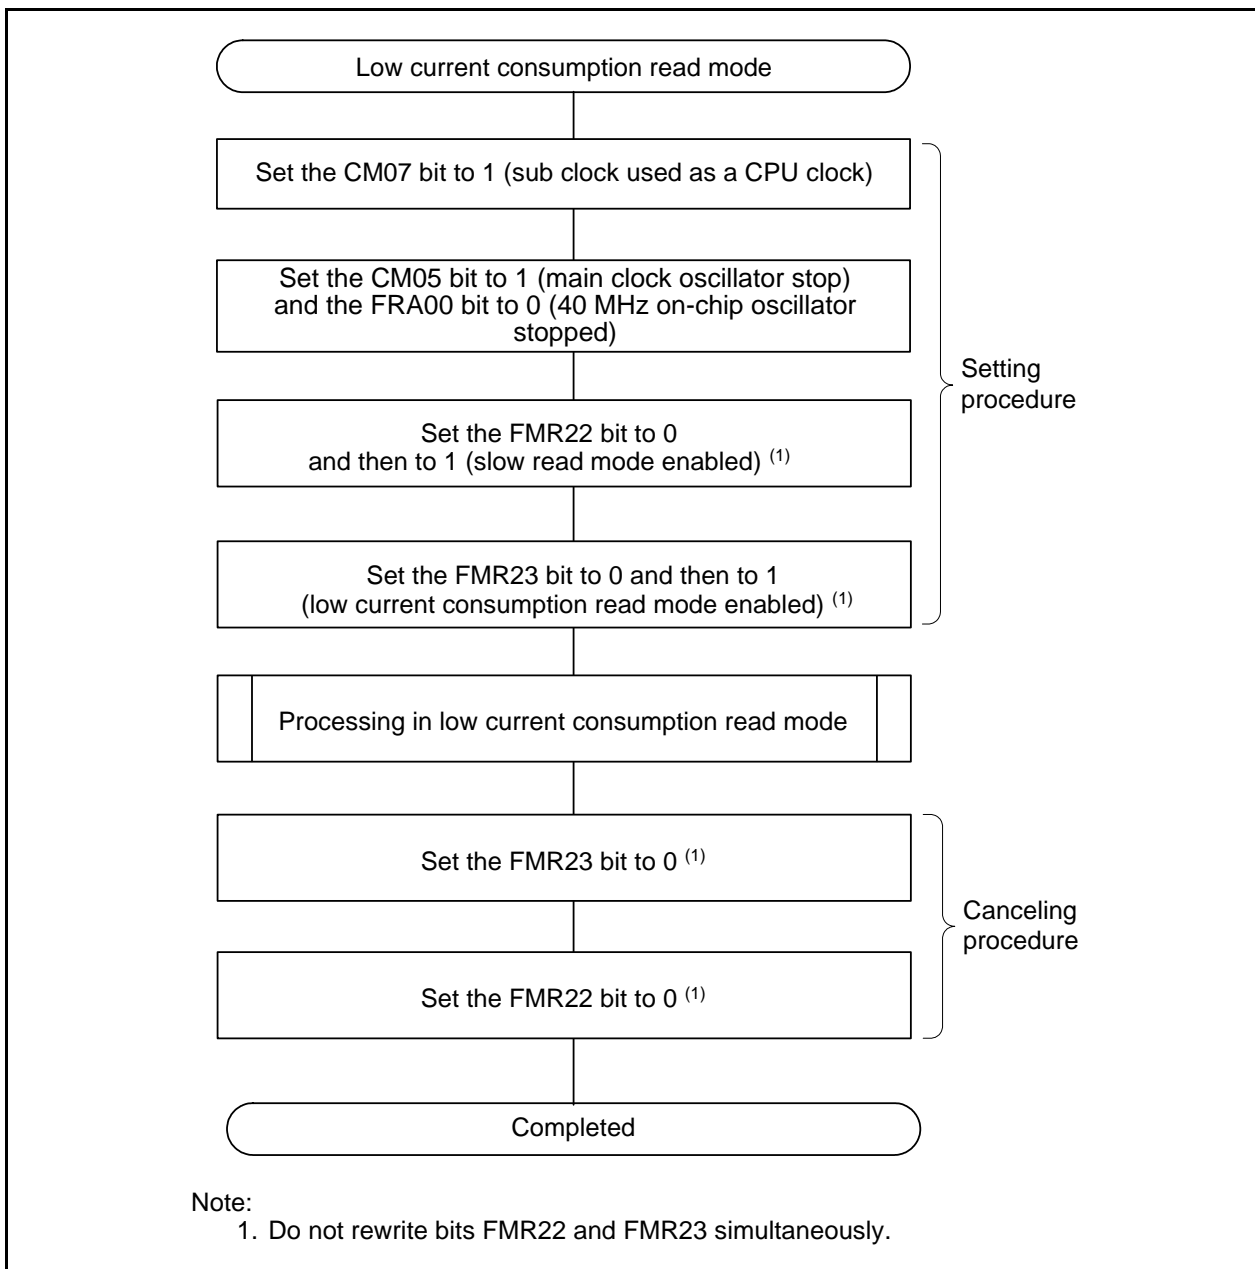 Low current consumption read mode
Set the CM07 bit to 1 (sub clock used as a CPU clock)
Set the CM05 bit to 1 (main clock oscillator stop)
and the FRA00 bit to 0 (40 MHz on-chip oscillator
stopped)
Setting
procedure
Set the FMR22 bit to 0
and then to 1 (slow read mode enabled) (1)
Set the FMR23 bit to 0 and then to 1
(low current consumption read mode enabled) (1)
Processing in low current consumption read mode
Set the FMR23 bit to 0 (1)
Canceling
procedure
Set the FMR22 bit to 0 (1)
Completed
Note:
1. Do not rewrite bits FMR22 and FMR23 simultaneously.